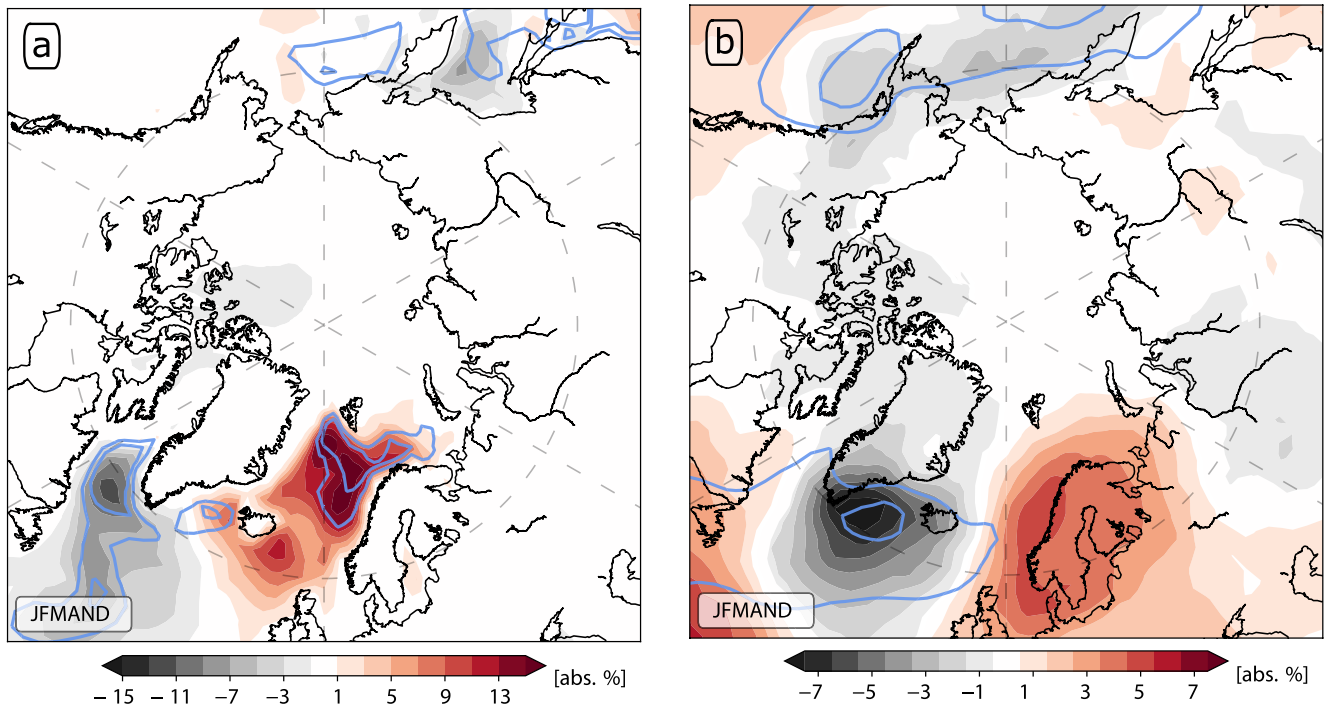 a
b
JFMAND
JFMAND
−15 −11 −7 −3 1 5 9 13 [abs. %]
−7 −5 −3 −1 1 3 5 7 [abs. %]